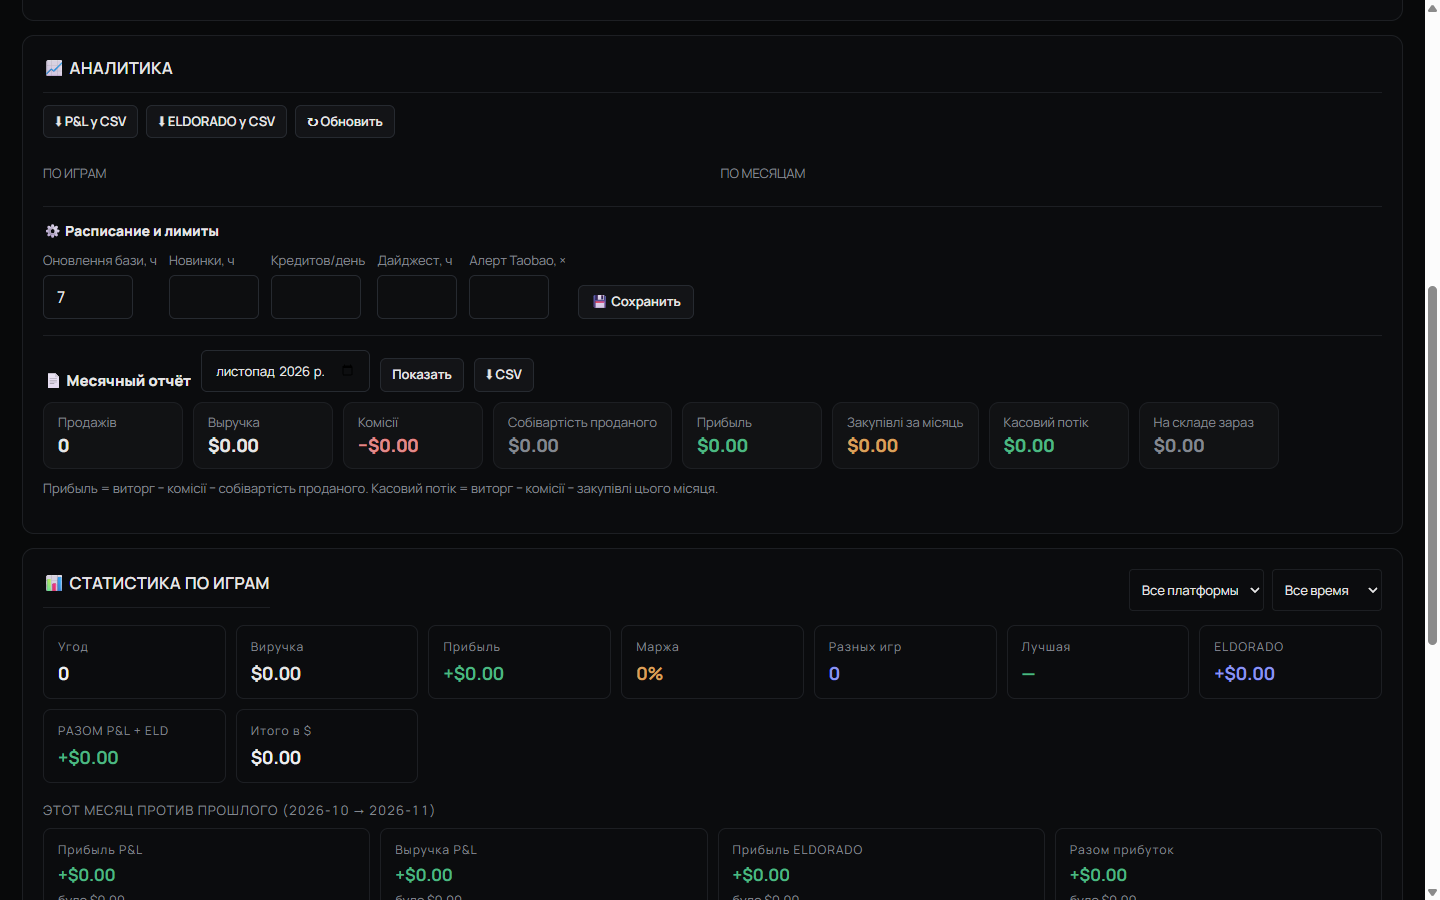 АНАЛИТИКА
⬇ P&L у CSV ⬇ ELDORADO у CSV ↻ Обновить
ПО ИГРАМ ПО МЕСЯЦАМ
Расписание и лимиты
Оновлення бази, ч Новинки, ч Кредитов/день Дайджест, ч Алерт Taobao, ×
7
Сохранить
Месячный отчёт листопад 2026 р. Показать ⬇ CSV
Продажів Выручка Комісії Собівартість проданого Прибыль Закупівлі за місяць Касовий потік На складе зараз
0 $0.00 −$0.00 $0.00 $0.00 $0.00 $0.00 $0.00
Прибыль = виторг − комісії − собівартість проданого. Касовий потік = виторг − комісії − закупівлі цього місяця.
СТАТИСТИКА ПО ИГРАМ Все платформы Все время
Угод Виручка Прибыль Маржа Разных игр Лучшая ELDORADO
0 $0.00 +$0.00 0% 0 — +$0.00
РАЗОМ P&L + ELD Итого в $
+$0.00 $0.00
ЭТОТ МЕСЯЦ ПРОТИВ ПРОШЛОГО (2026-10 → 2026-11)
Прибыль P&L Выручка P&L Прибыль ELDORADO Разом прибуток
+$0.00 +$0.00 +$0.00 +$0.00